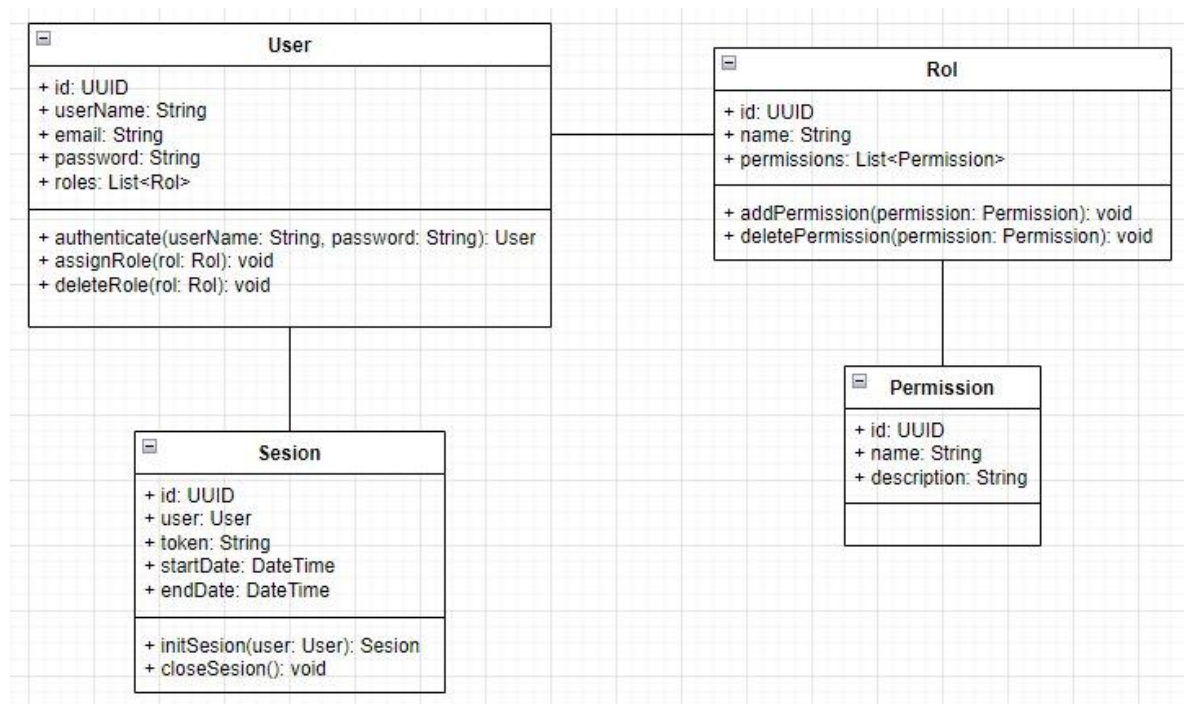 User
+ id: UUID
+ userName: String
+ email: String
+ password: String
+ roles: List<Rol>
+ authenticate(userName: String, password: String): User
+ assignRole(rol: Rol): void
+ deleteRole(rol: Rol): void
Rol
+ id: UUID
+ name: String
+ permissions: List<Permission>
+ addPermission(permission: Permission): void
+ deletePermission(permission: Permission): void
Sesion
+ id: UUID
+ user: User
+ token: String
+ startDate: DateTime
+ endDate: DateTime
+ initSesion(user: User): Sesion
+ closeSesion(): void
Permission
+ id: UUID
+ name: String
+ description: String